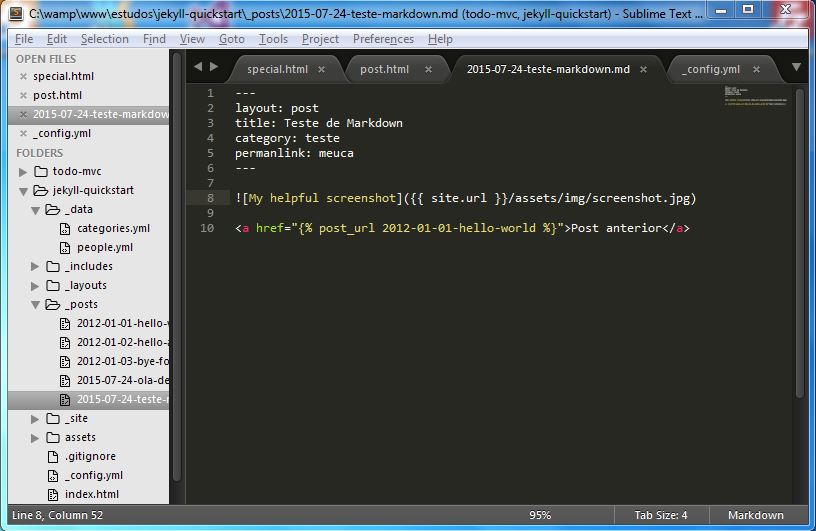 C:\wamp\www\estudos\jekyll-quickstart\_posts\2015-07-24-teste-markdown.md (todo-mvc, jekyll-quickstart) - Sublime Text ...
File Edit Selection Find View Goto Tools Project Preferences Help
OPEN FILES
special.html
post.html
2015-07-24-teste-markdow
_config.yml
FOLDERS
todo-mvc
jekyll-quickstart
_data
categories.yml
people.yml
_includes
_layouts
_posts
2012-01-01-hello-
2012-01-02-hello-a
2012-01-03-bye-fo
2015-07-24-ola-de
2015-07-24-teste-
_site
assets
.gitignore
_config.yml
index.html
special.html post.html 2015-07-24-teste-markdown.md _config.yml
1 ---
2 layout: post
3 title: Teste de Markdown
4 category: teste
5 permanlink: meuca
6 ---
7
8 ![My helpful screenshot]({{ site.url }}/assets/img/screenshot.jpg)
9
10 <a href="{% post_url 2012-01-01-hello-world %}">Post anterior</a>
Line 8, Column 52 95% Tab Size: 4 Markdown